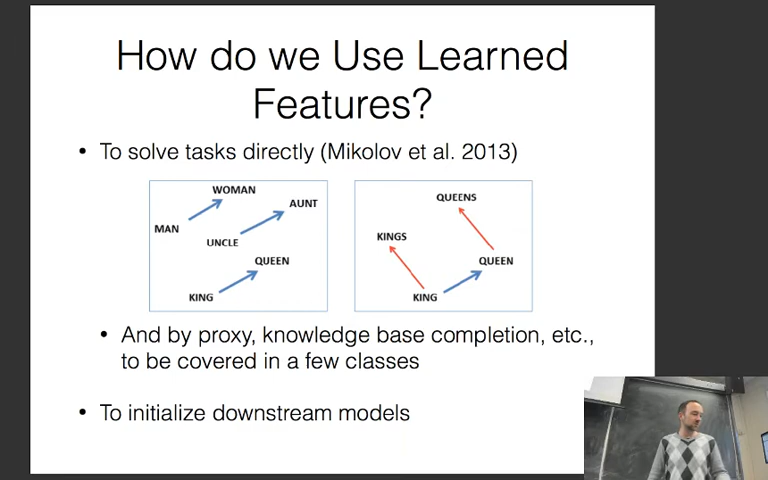 How do we Use Learned
Features?
• To solve tasks directly (Mikolov et al. 2013)
WOMAN
AUNT
MAN
UNCLE
QUEEN
KING
QUEENS
KINGS
QUEEN
KING
• And by proxy, knowledge base completion, etc.,
to be covered in a few classes
• To initialize downstream models